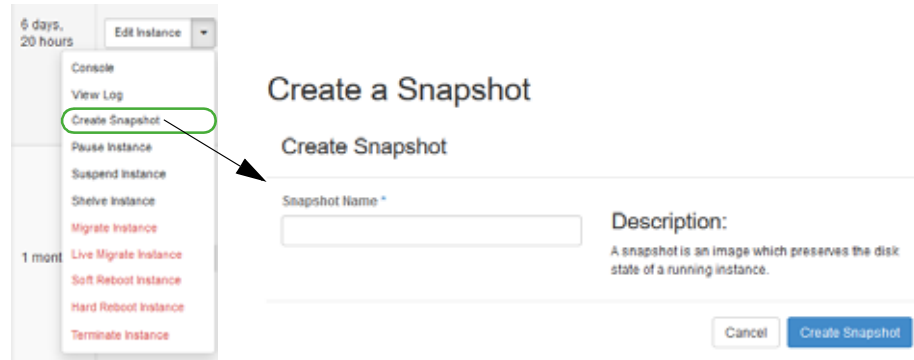 6 days,
20 hours
Edit Instance
Console
View Log
Create Snapshot
Pause Instance
Suspend Instance
Shelve Instance
Migrate Instance
1 mont
Live Migrate Instance
Soft Reboot Instance
Hard Reboot Instance
Terminate Instance
Create a Snapshot
Create Snapshot
Snapshot Name *
Description:
A snapshot is an image which preserves the disk
state of a running instance.
Cancel
Create Snapshot